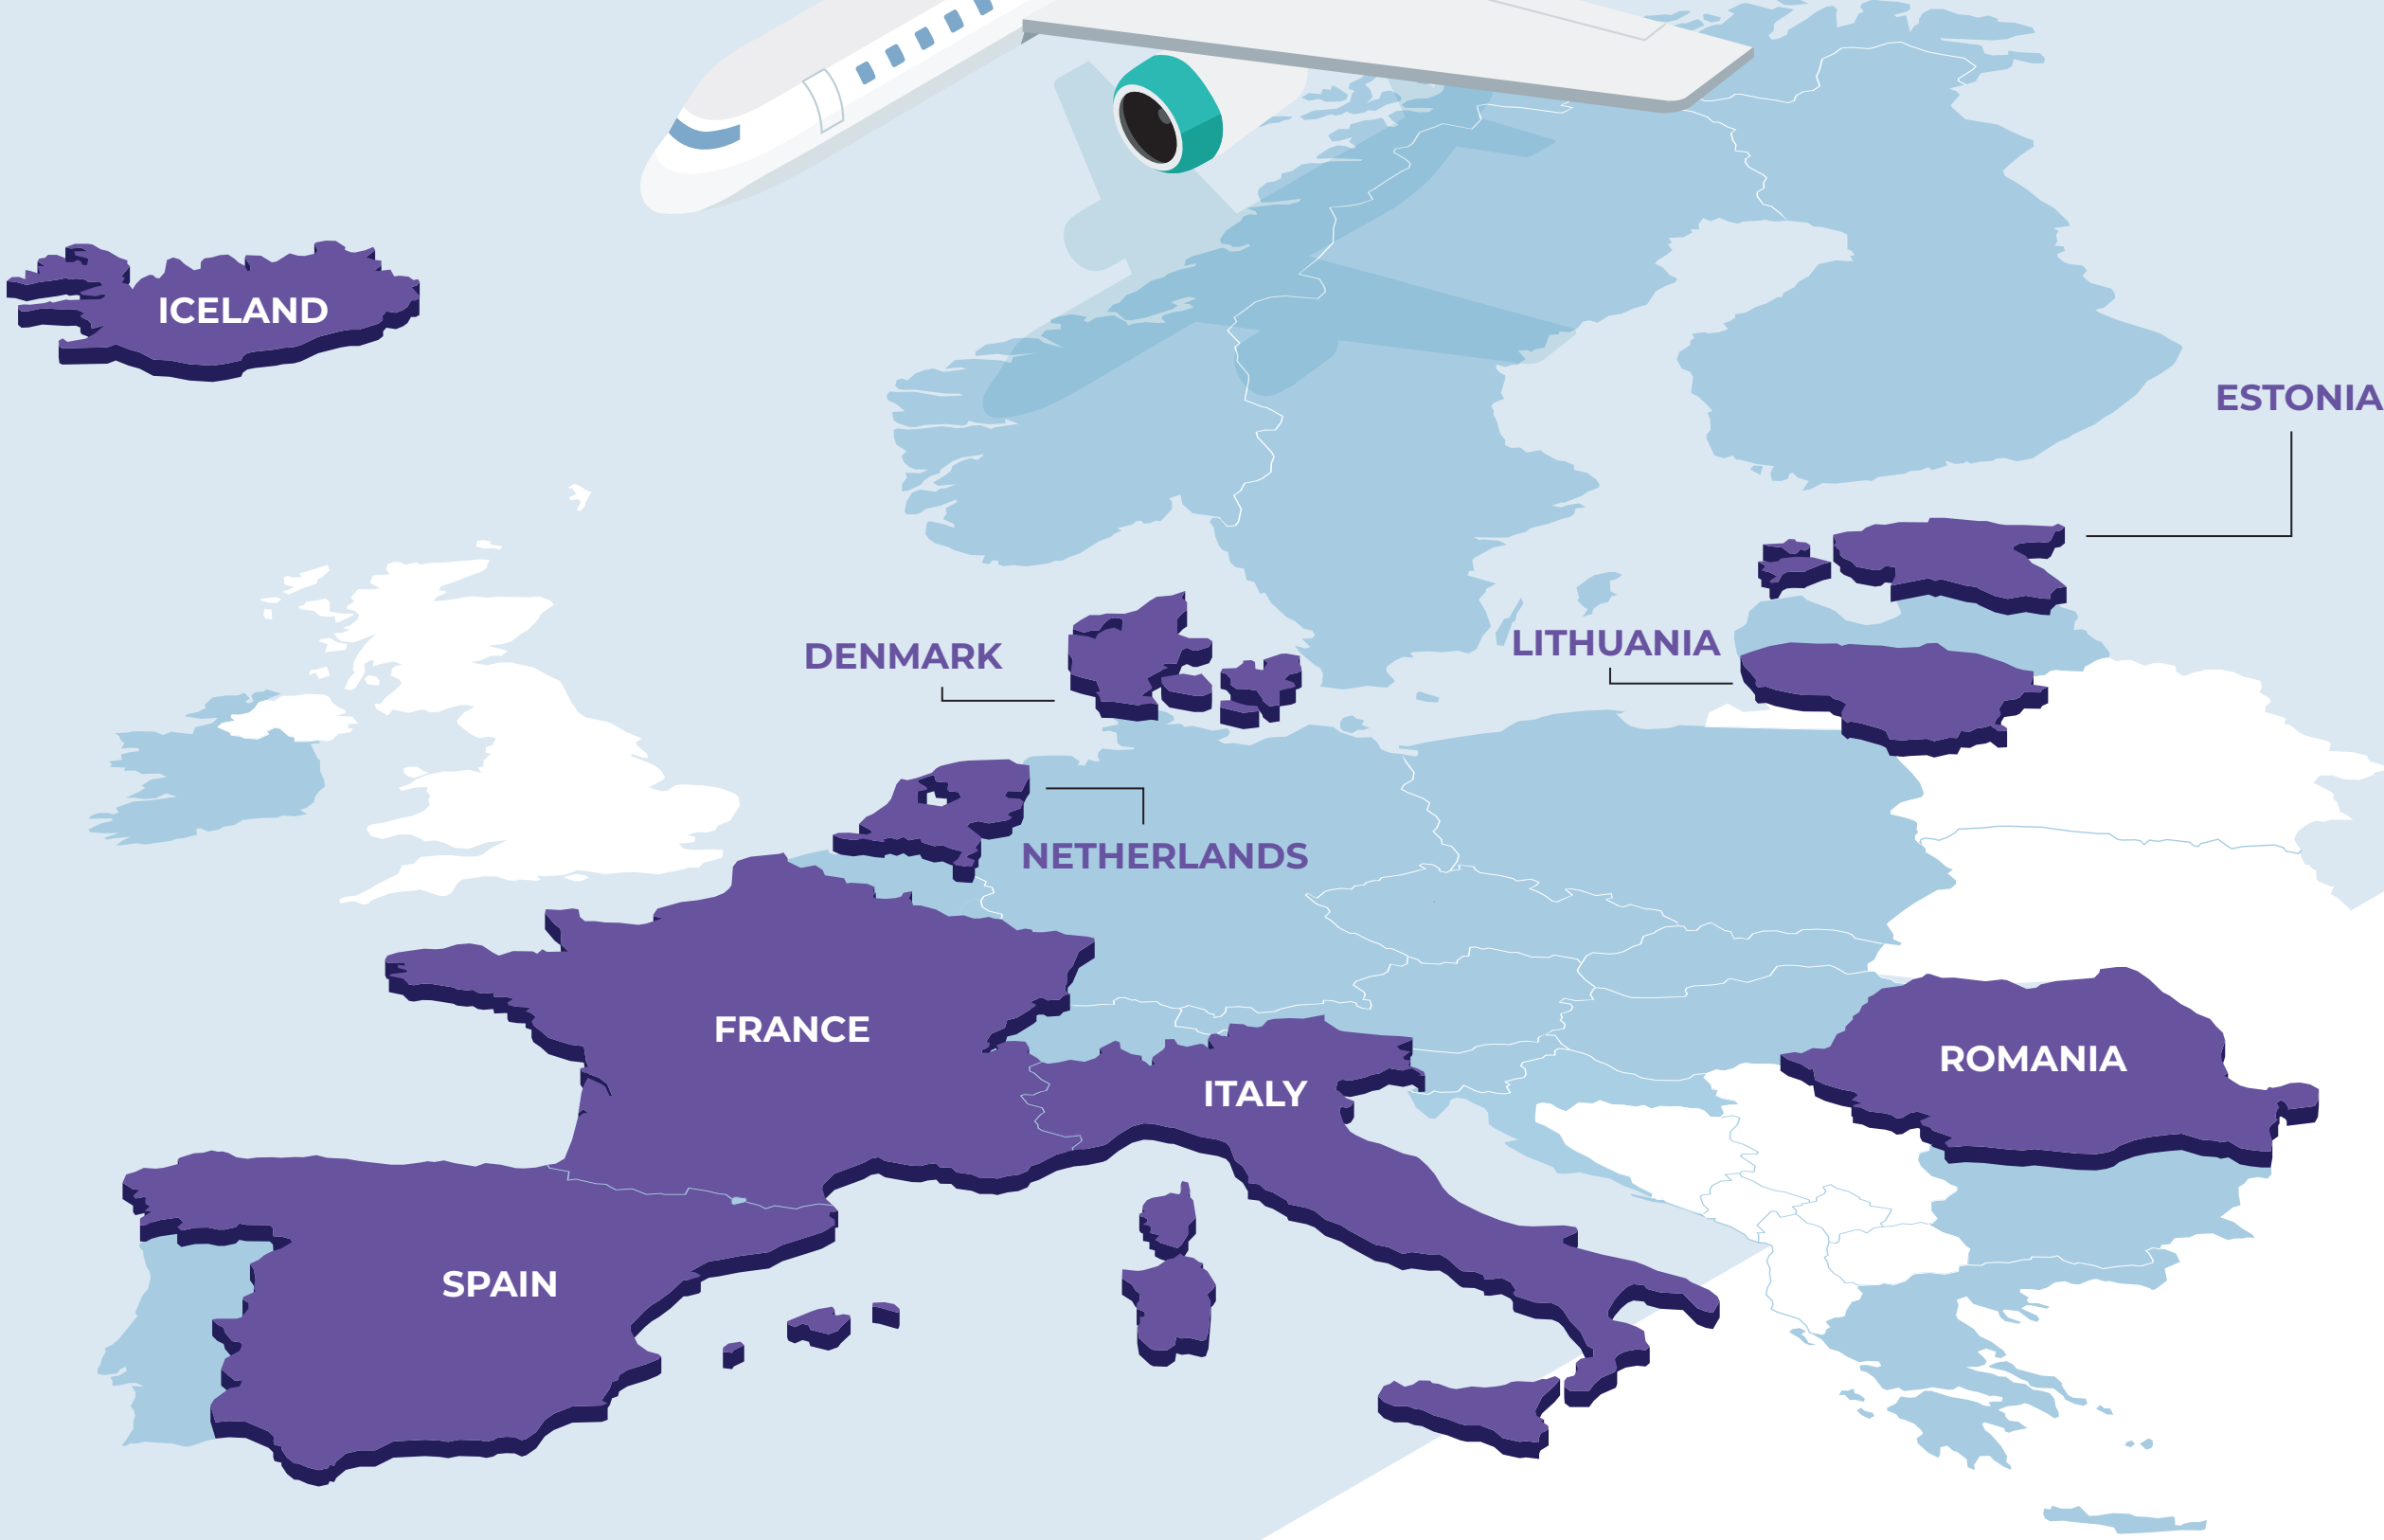 ICELAND
ESTONIA
DENMARK
LITHUANIA
NETHERLANDS
FRANCE
ROMANIA
ITALY
SPAIN